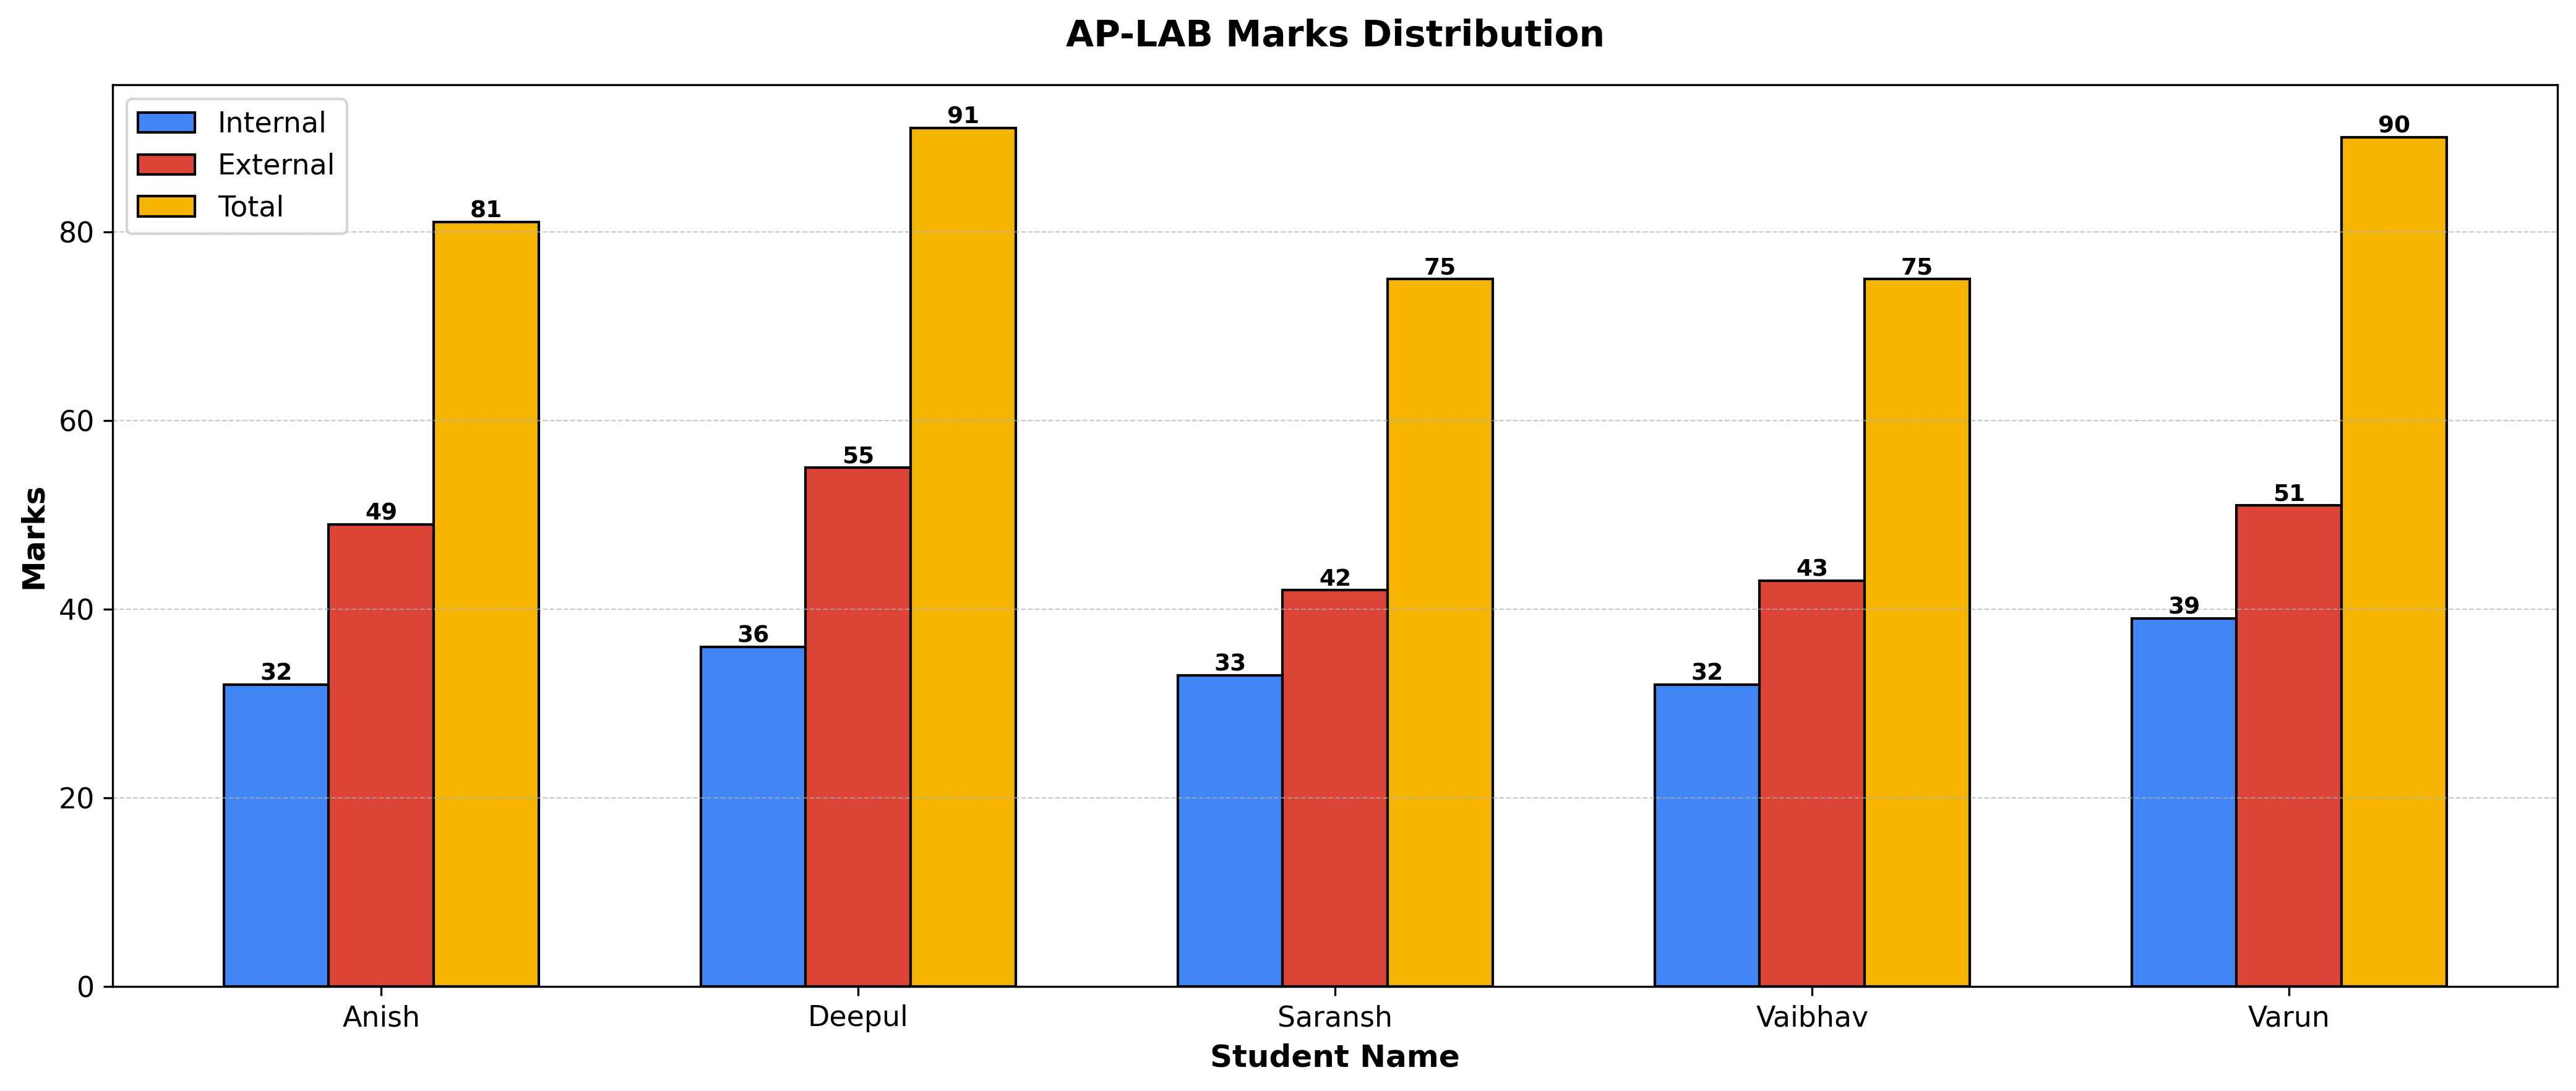 AP-LAB Marks Distribution
Internal
External
Total
Marks
80
60
40
20
0
32
49
81
36
55
91
33
42
75
32
43
75
39
51
90
Anish
Deepul
Saransh
Vaibhav
Varun
Student Name